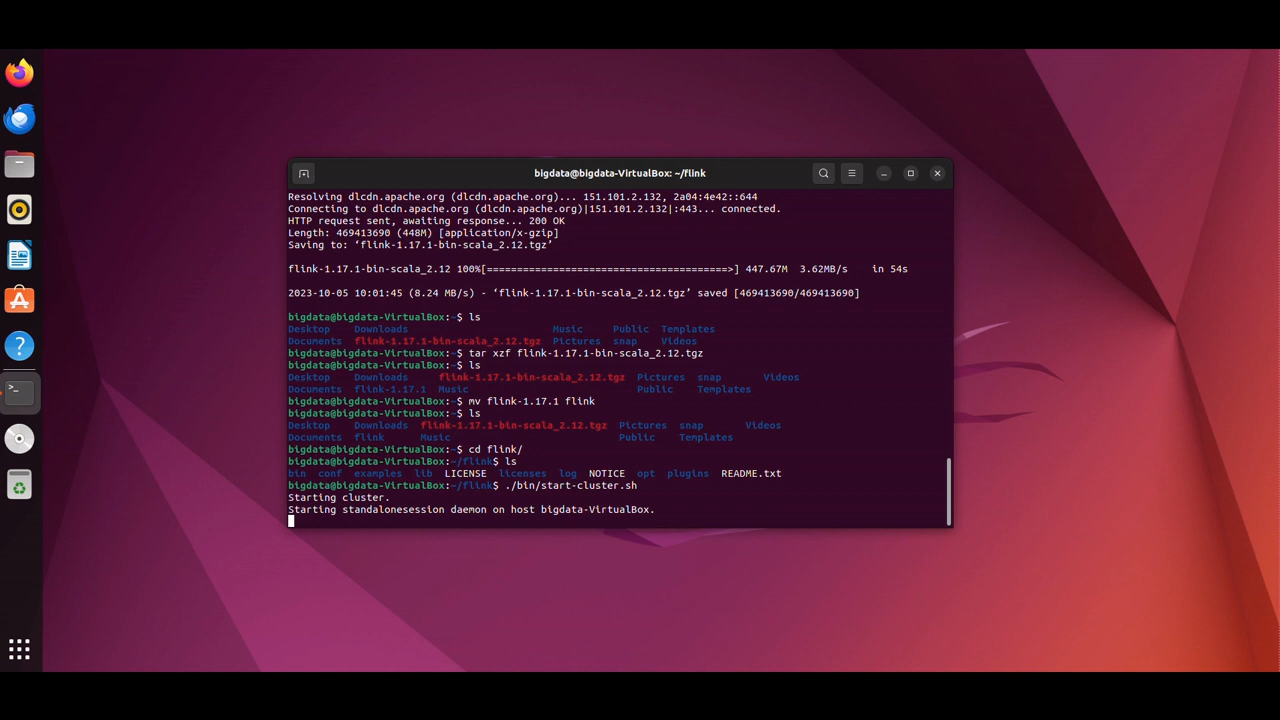 bigdata@bigdata-VirtualBox: ~/flink
Resolving dlcdn.apache.org (dlcdn.apache.org)... 151.101.2.132, 2a04:4e42::644
Connecting to dlcdn.apache.org (dlcdn.apache.org)|151.101.2.132|:443... connected.
HTTP request sent, awaiting response... 200 OK
Length: 469413690 (448M) [application/x-gzip]
Saving to: ‘flink-1.17.1-bin-scala_2.12.tgz’
flink-1.17.1-bin-scala_2.12 100%[========================================>] 447.67M 3.62MB/s in 54s
2023-10-05 10:01:45 (8.24 MB/s) - ‘flink-1.17.1-bin-scala_2.12.tgz’ saved [469413690/469413690]
bigdata@bigdata-VirtualBox:~$ ls
Desktop Downloads Music Public Templates
Documents flink-1.17.1-bin-scala_2.12.tgz Pictures snap Videos
bigdata@bigdata-VirtualBox:~$ tar xzf flink-1.17.1-bin-scala_2.12.tgz
bigdata@bigdata-VirtualBox:~$ ls
Desktop Downloads flink-1.17.1-bin-scala_2.12.tgz Pictures snap Videos
Documents flink-1.17.1 Music Public Templates
bigdata@bigdata-VirtualBox:~$ mv flink-1.17.1 flink
bigdata@bigdata-VirtualBox:~$ ls
Desktop Downloads flink-1.17.1-bin-scala_2.12.tgz Pictures snap Videos
Documents flink Music Public Templates
bigdata@bigdata-VirtualBox:~$ cd flink/
bigdata@bigdata-VirtualBox:~/flink$ ls
bin conf examples lib LICENSE licenses log NOTICE opt plugins README.txt
bigdata@bigdata-VirtualBox:~/flink$ ./bin/start-cluster.sh
Starting cluster.
Starting standalonesession daemon on host bigdata-VirtualBox.